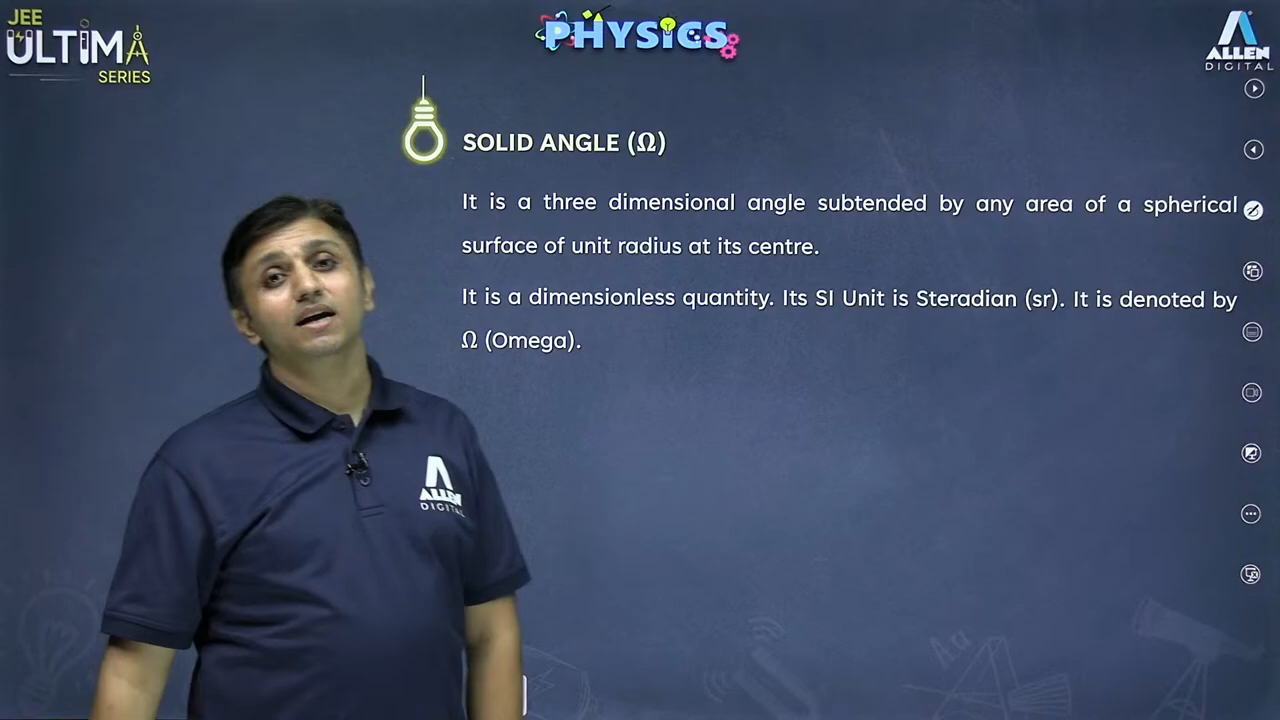 JEE
ULTIMA
SERIES
PHYSICS
ALLEN
DIGITAL
SOLID ANGLE (Ω)
It is a three dimensional angle subtended by any area of a spherical
surface of unit radius at its centre.
It is a dimensionless quantity. Its SI Unit is Steradian (sr). It is denoted by
Ω (Omega).
ALLEN
DIGITAL
Aa